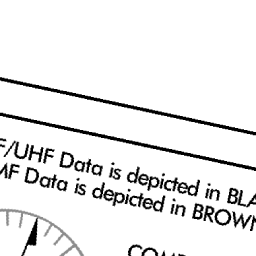 F/UHF Data is depicted in BLA
MF Data is depicted in BROWN
COMP